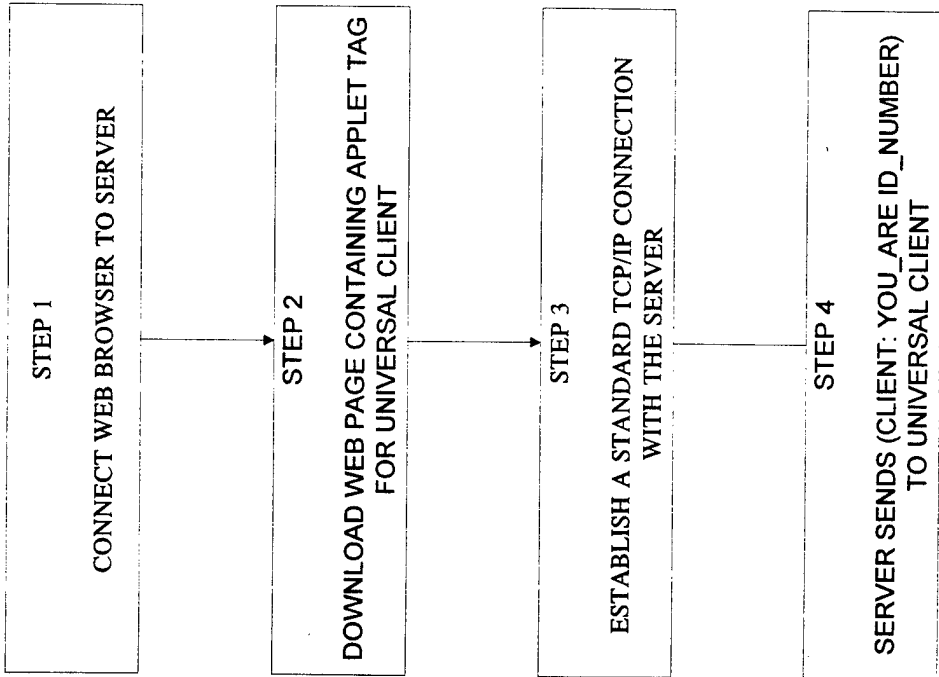 STEP 1
CONNECT WEB BROWSER TO SERVER
STEP 2
DOWNLOAD WEB PAGE CONTAINING APPLET TAG
FOR UNIVERSAL CLIENT
STEP 3
ESTABLISH A STANDARD TCP/IP CONNECTION
WITH THE SERVER
STEP 4
SERVER SENDS (CLIENT: YOU_ARE ID_NUMBER)
TO UNIVERSAL CLIENT